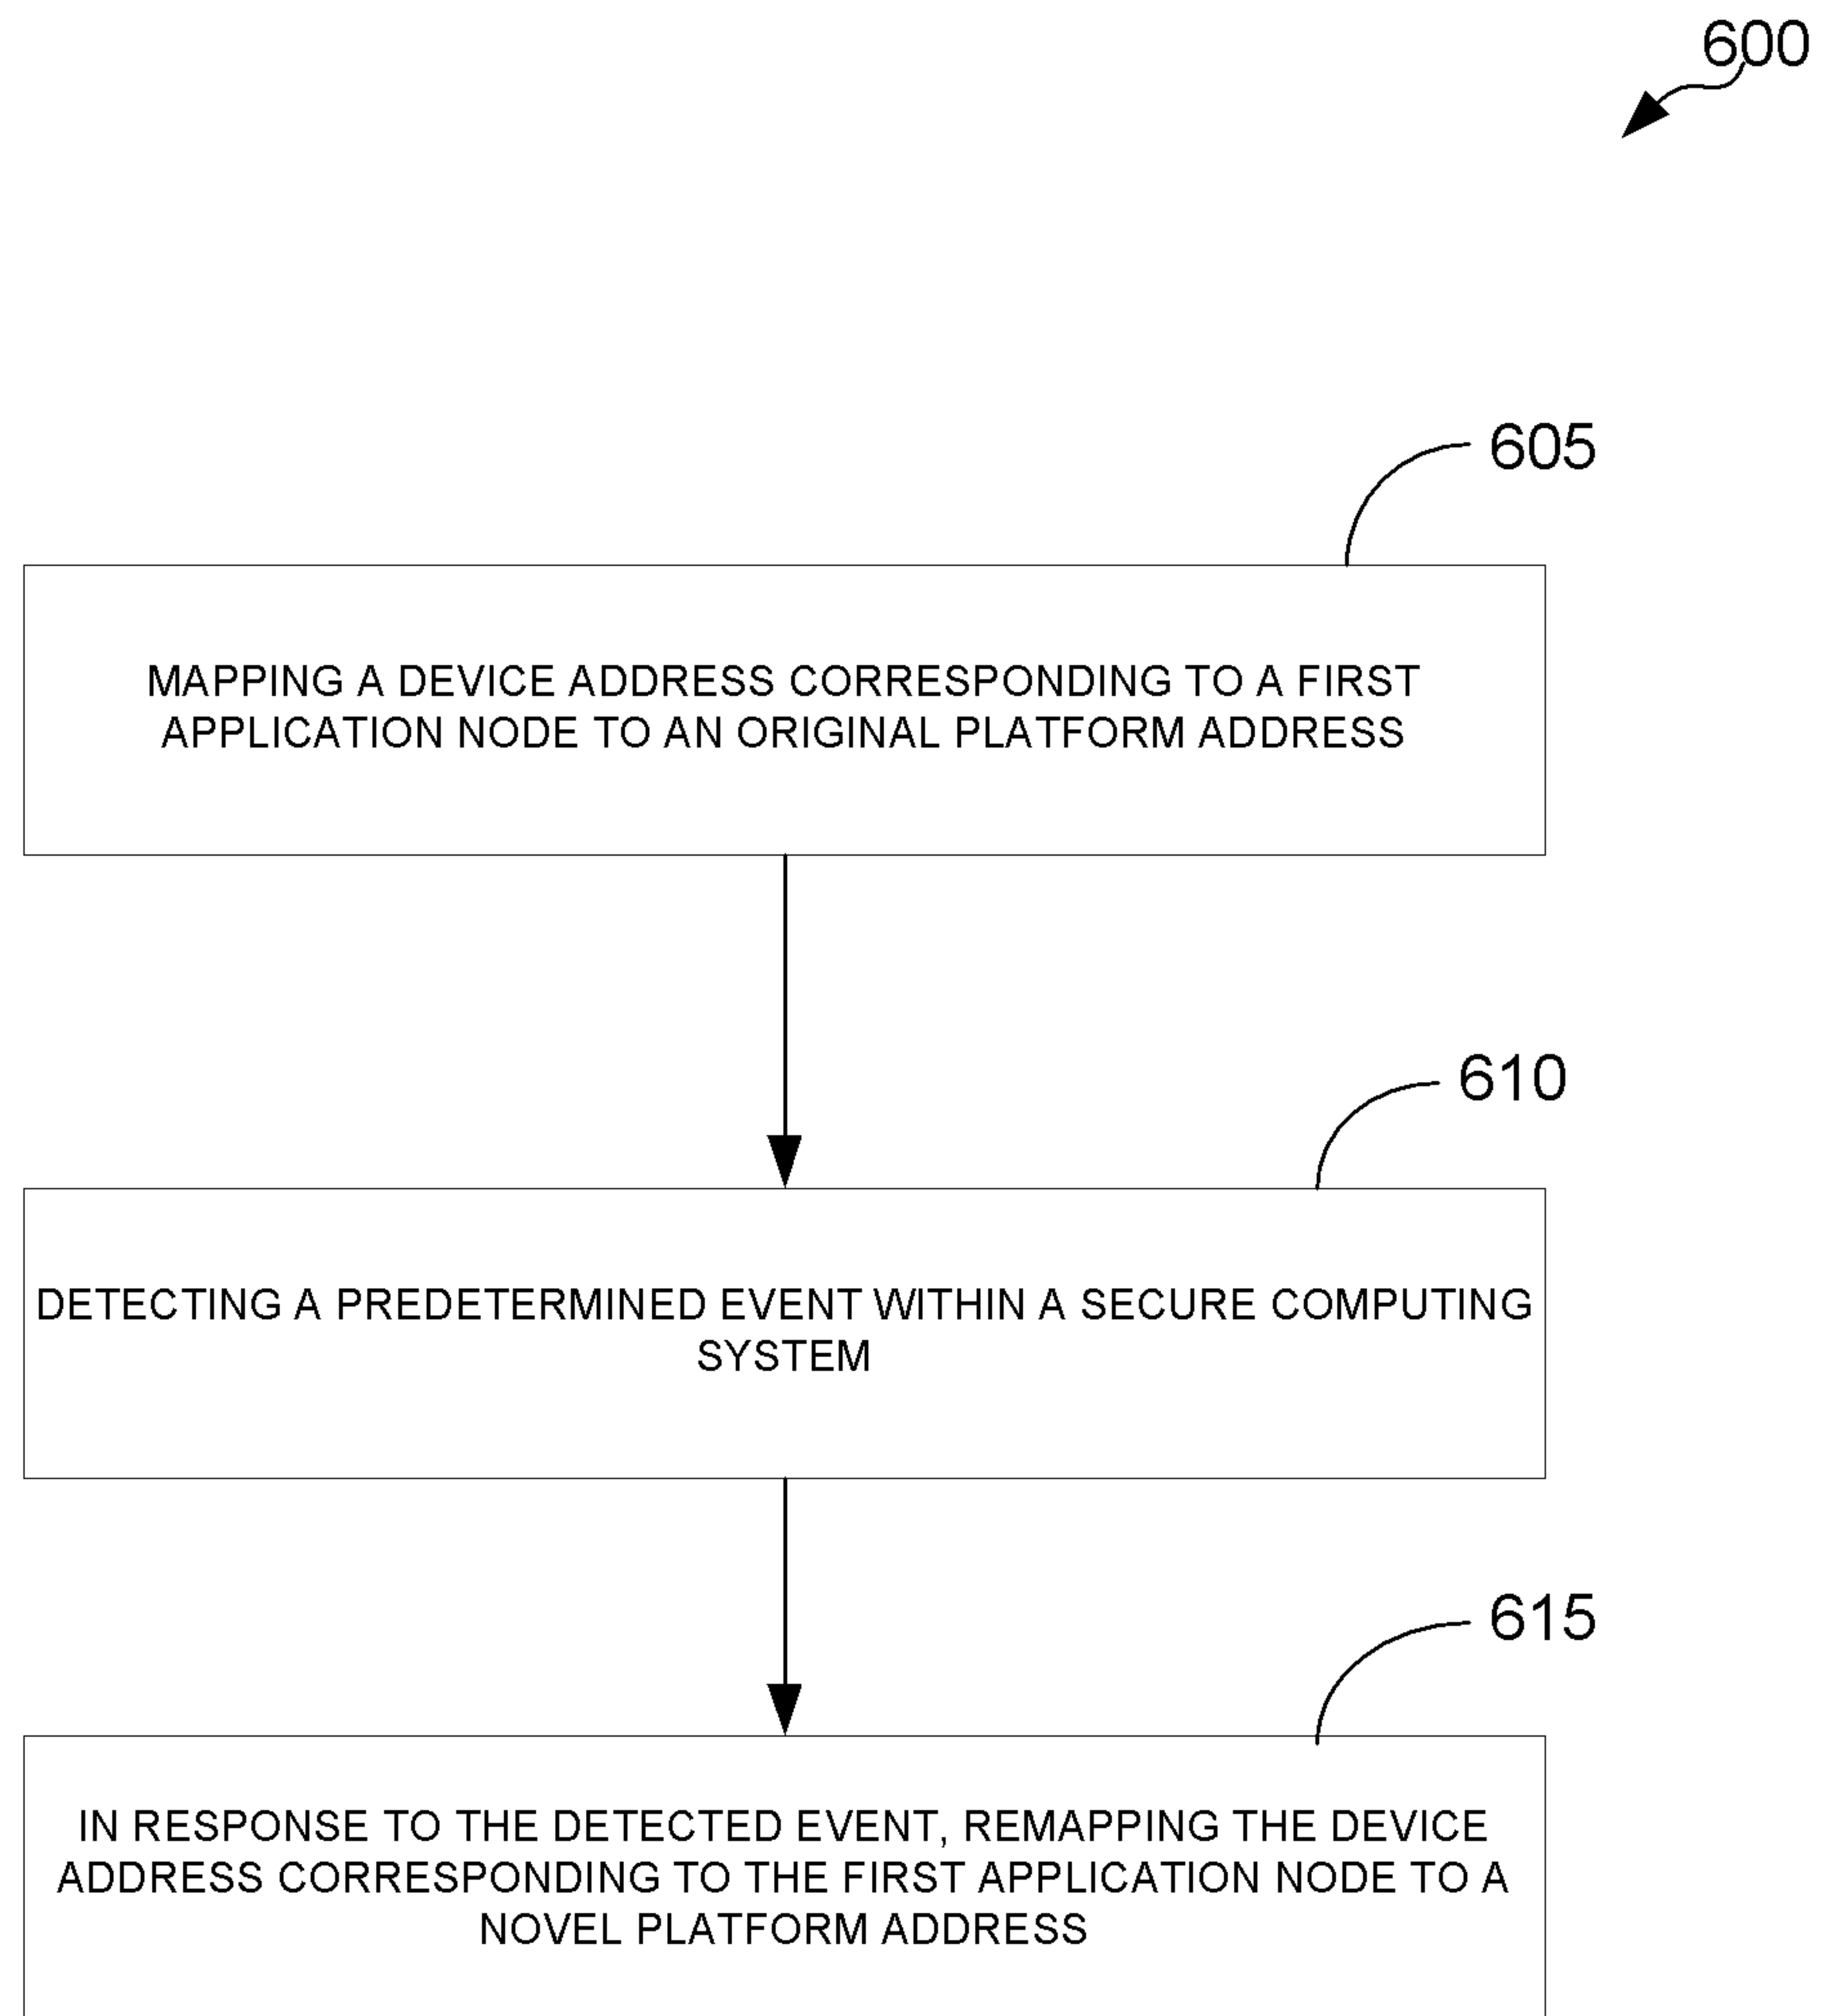 600
605
MAPPING A DEVICE ADDRESS CORRESPONDING TO A FIRST
APPLICATION NODE TO AN ORIGINAL PLATFORM ADDRESS
610
DETECTING A PREDETERMINED EVENT WITHIN A SECURE COMPUTING
SYSTEM
615
IN RESPONSE TO THE DETECTED EVENT, REMAPPING THE DEVICE
ADDRESS CORRESPONDING TO THE FIRST APPLICATION NODE TO A
NOVEL PLATFORM ADDRESS